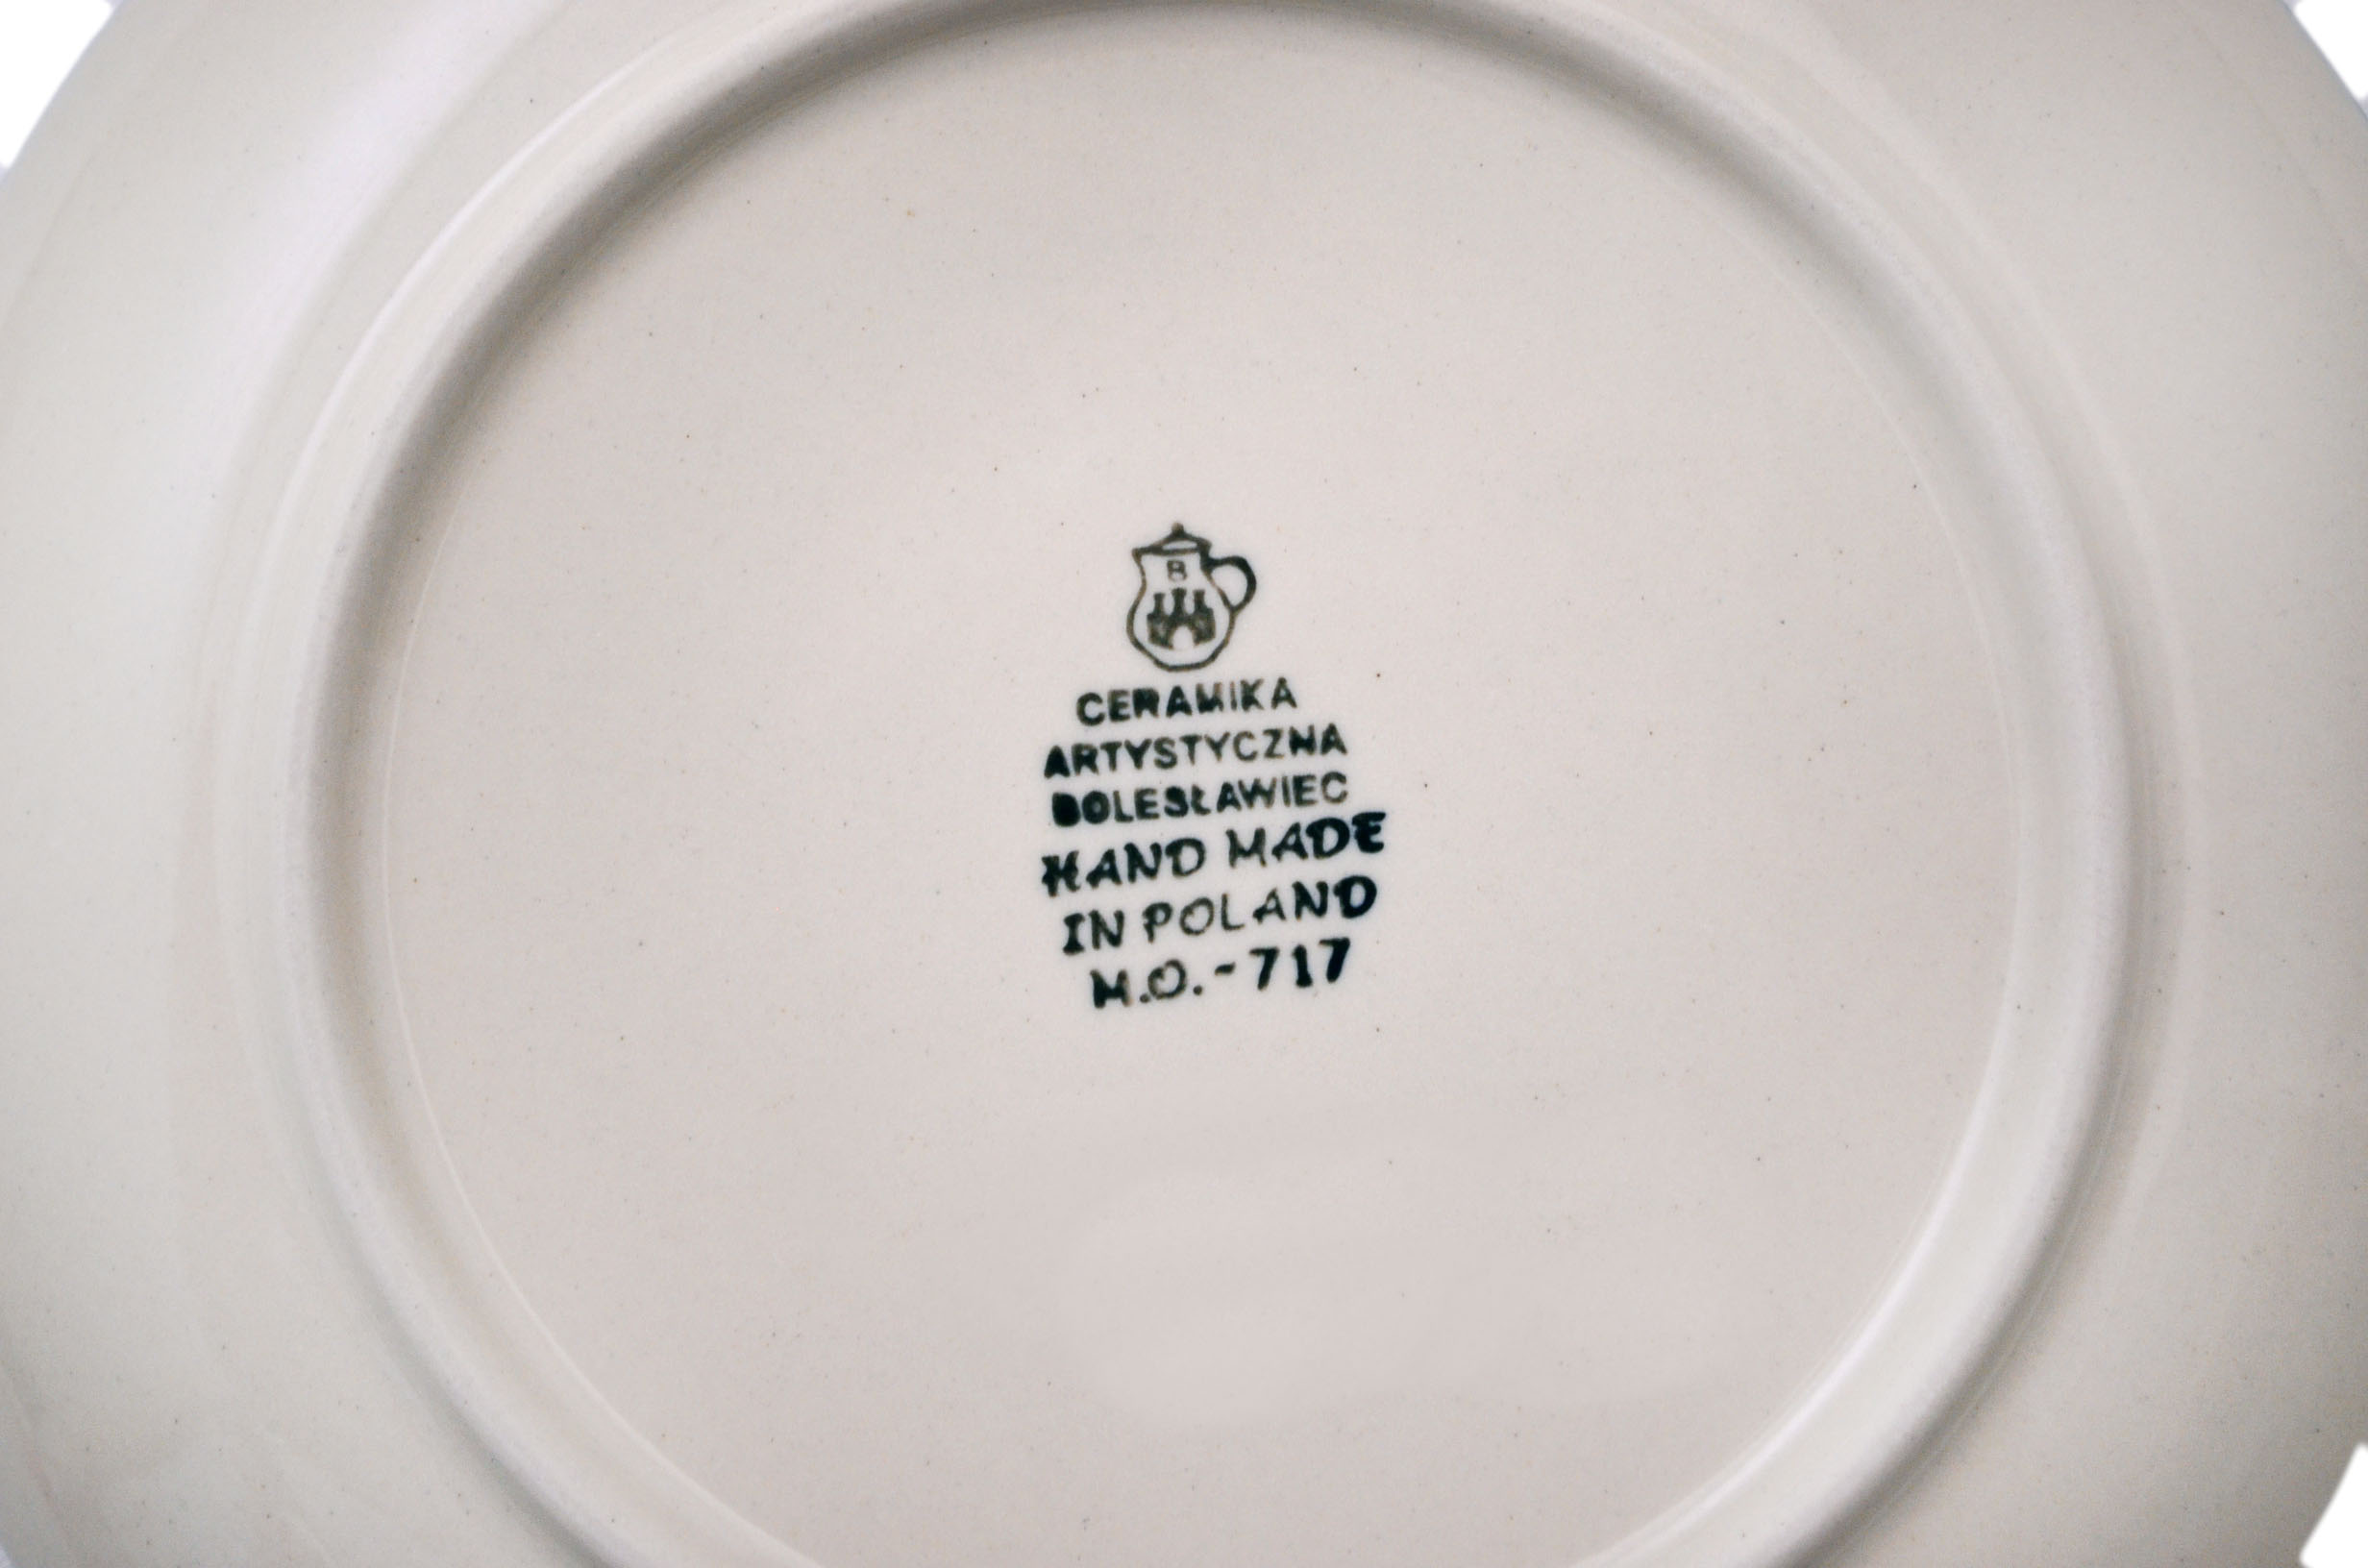 B
CERAMIKA
ARTYSTYCZNA
BOLESŁAWIEC
HAND MADE
IN POLAND
M.O.-717